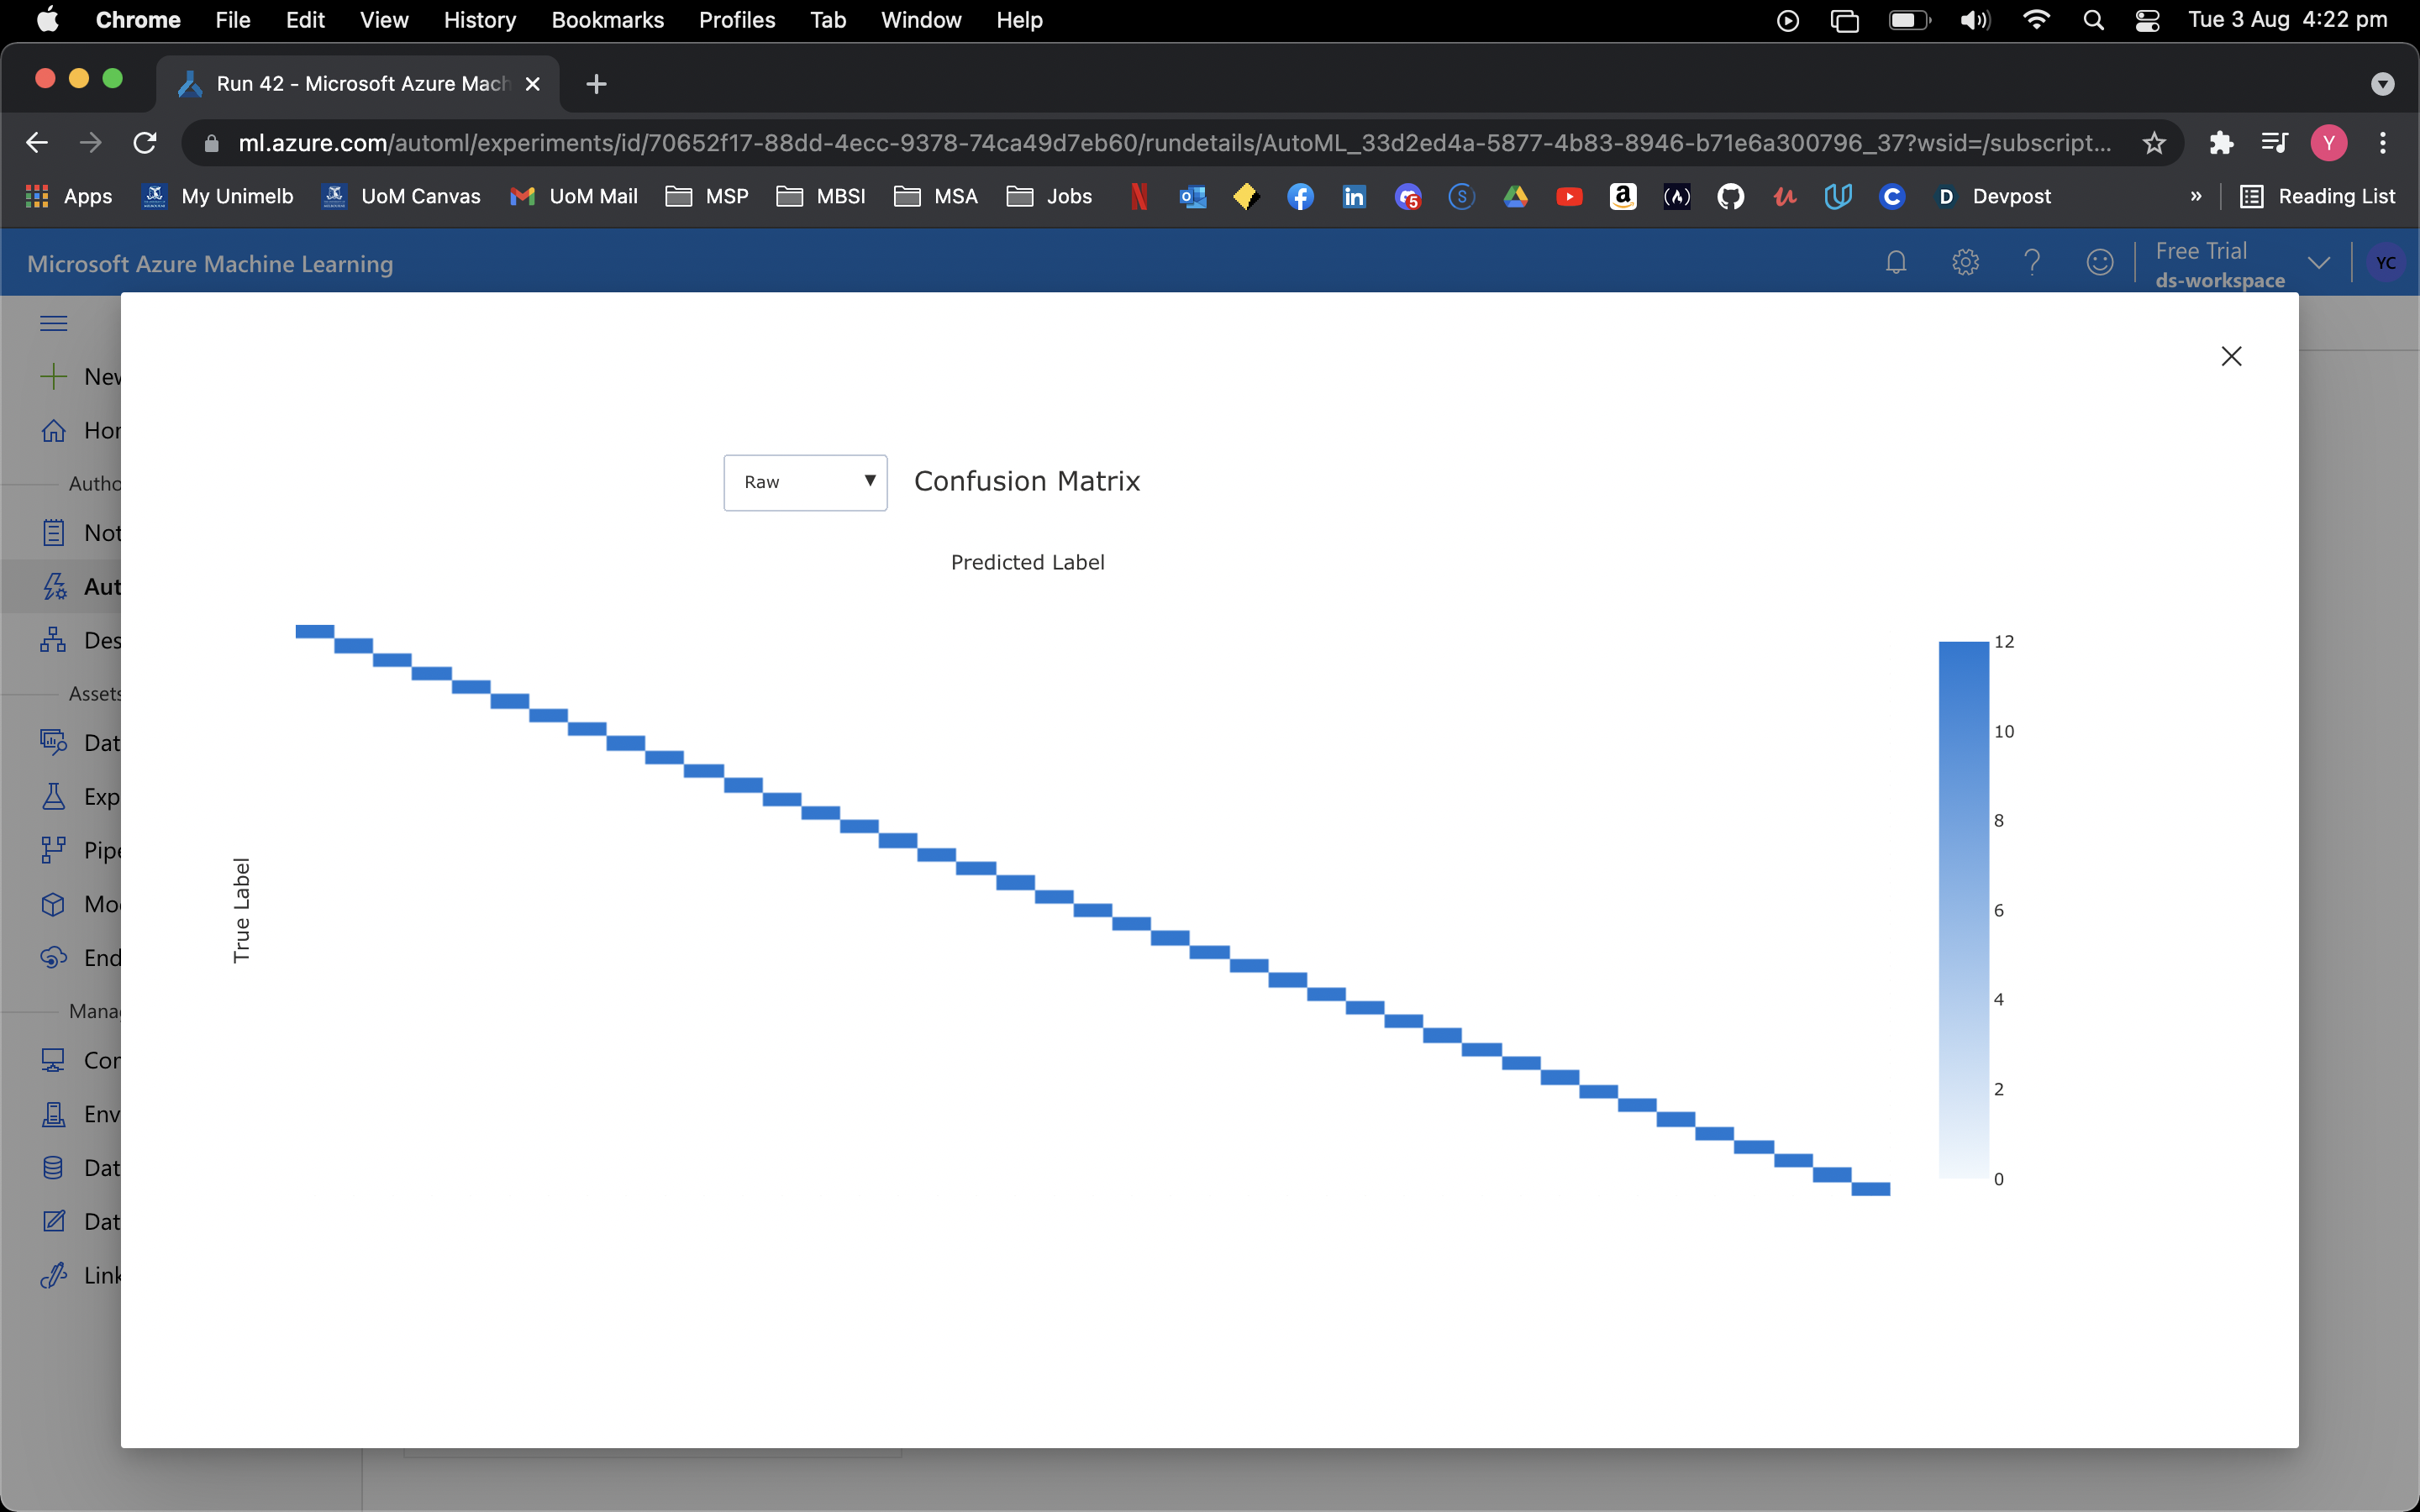 Chrome File Edit View History Bookmarks Profiles Tab Window Help Tue 3 Aug 4:22 pm
Run 42 - Microsoft Azure Mach
ml.azure.com/automl/experiments/id/70652f17-88dd-4ecc-9378-74ca49d7eb60/rundetails/AutoML_33d2ed4a-5877-4b83-8946-b71e6a300796_37?wsid=/subscript... Y
Apps My Unimelb UoM Canvas UoM Mail MSP MBSI MSA Jobs 5 Devpost » Reading List
Microsoft Azure Machine Learning
Free Trial
ds-workspace
YC
New
Hor
Autho
Not
Aut
Des
Assets
Dat
Exp
Pipe
Mod
End
Mana
Con
Env
Dat
Dat
Link
Raw
Confusion Matrix
Predicted Label
True Label
12
10
8
6
4
2
0